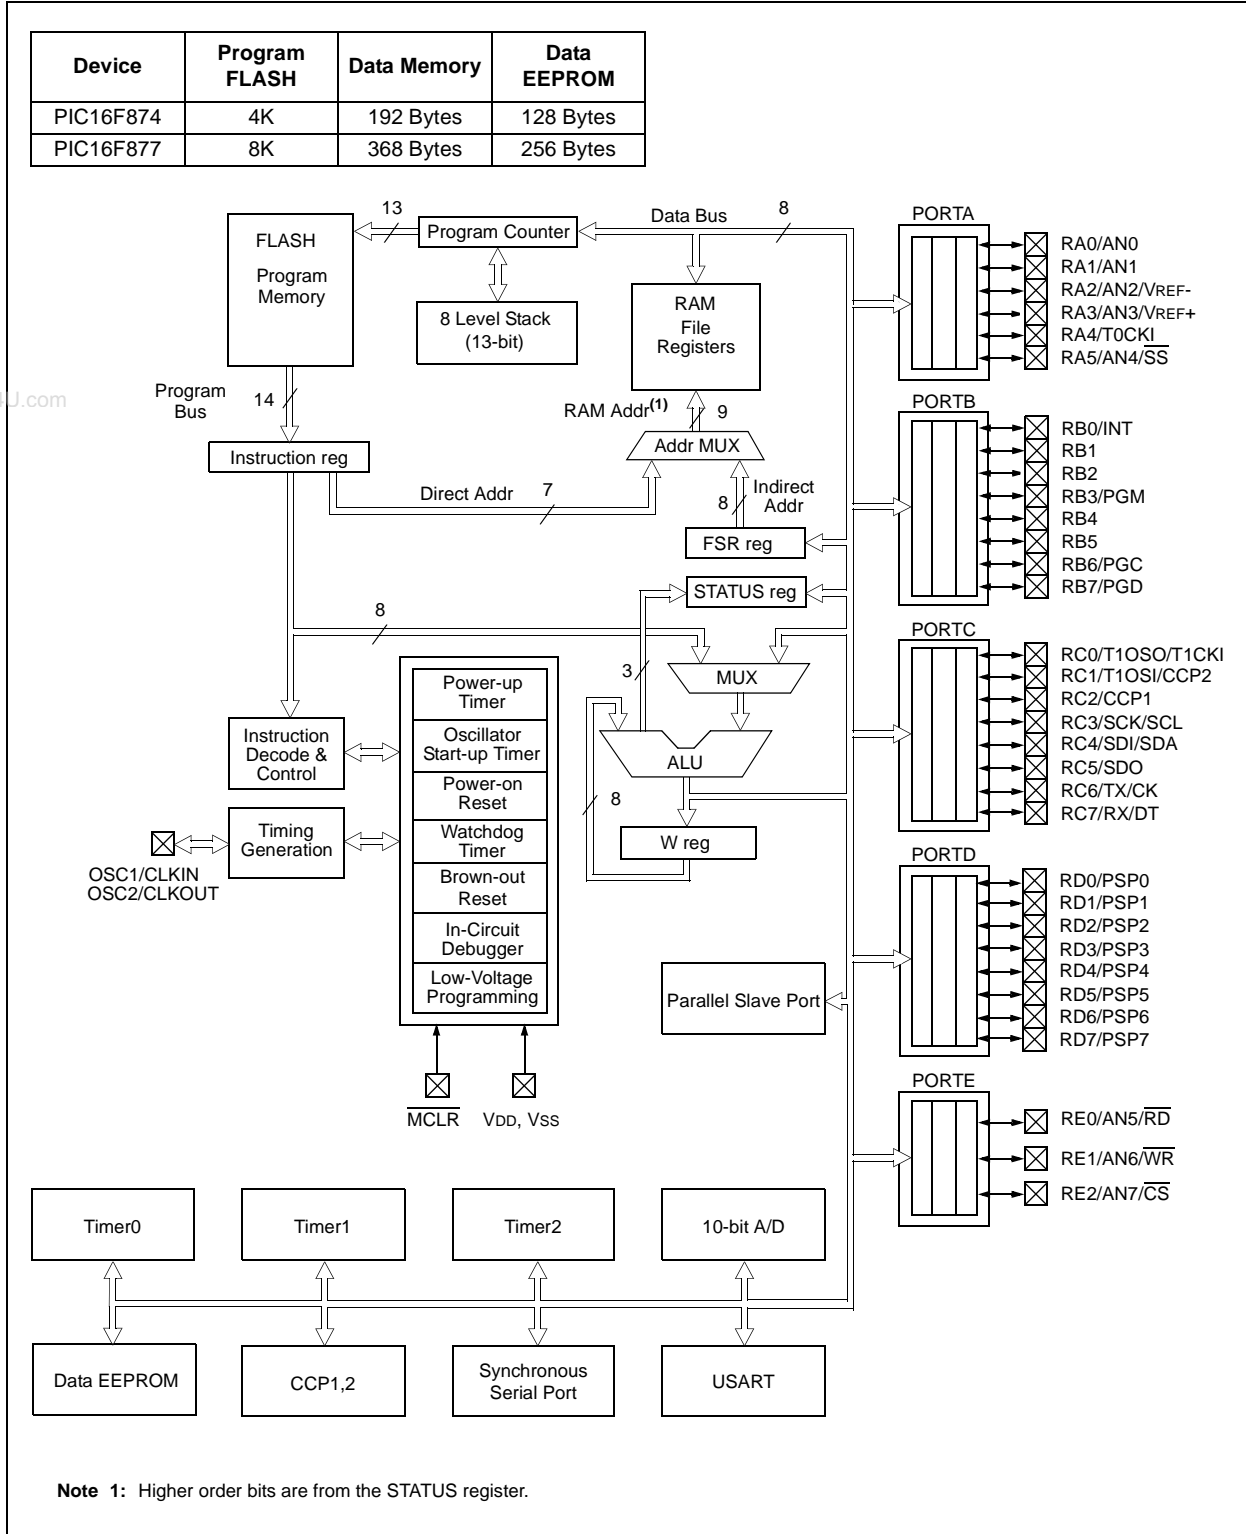 Device Program FLASH Data Memory Data EEPROM
PIC16F874 4K 192 Bytes 128 Bytes
PIC16F877 8K 368 Bytes 256 Bytes
FLASH
Program
Memory
13
Program Counter
Data Bus
8
8 Level Stack
(13-bit)
RAM
File
Registers
Program
Bus
14
RAM Addr(1)
9
U.com
Instruction reg
Addr MUX
Direct Addr
7
8
Indirect
Addr
FSR reg
STATUS reg
8
3
MUX
ALU
8
W reg
Power-up
Timer
Oscillator
Start-up Timer
Power-on
Reset
Watchdog
Timer
Brown-out
Reset
In-Circuit
Debugger
Low-Voltage
Programming
Instruction
Decode &
Control
Timing
Generation
OSC1/CLKIN
OSC2/CLKOUT
MCLR
VDD, VSS
Parallel Slave Port
PORTA
RA0/AN0
RA1/AN1
RA2/AN2/VREF-
RA3/AN3/VREF+
RA4/T0CKI
RA5/AN4/SS
PORTB
RB0/INT
RB1
RB2
RB3/PGM
RB4
RB5
RB6/PGC
RB7/PGD
PORTC
RC0/T1OSO/T1CKI
RC1/T1OSI/CCP2
RC2/CCP1
RC3/SCK/SCL
RC4/SDI/SDA
RC5/SDO
RC6/TX/CK
RC7/RX/DT
PORTD
RD0/PSP0
RD1/PSP1
RD2/PSP2
RD3/PSP3
RD4/PSP4
RD5/PSP5
RD6/PSP6
RD7/PSP7
PORTE
RE0/AN5/RD
RE1/AN6/WR
RE2/AN7/CS
Timer0
Timer1
Timer2
10-bit A/D
Data EEPROM
CCP1,2
Synchronous
Serial Port
USART
Note 1: Higher order bits are from the STATUS register.